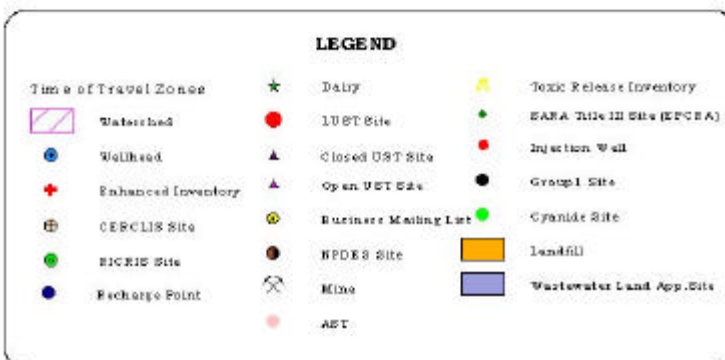 LEGEND
Time of Travel Zones
Watershed
Wellhead
Enhanced Inventory
CERCLIS Site
RICRIS Site
Recharge Point
Dairy
LUST Site
Closed UST Site
Open UST Site
Business Mailing List
NPDES Site
Mine
AST
Toxic Release Inventory
SARA Title III Site (EPCRA)
Injection Well
Group1 Site
Cyanide Site
Landfill
Wastewater Land App.Site